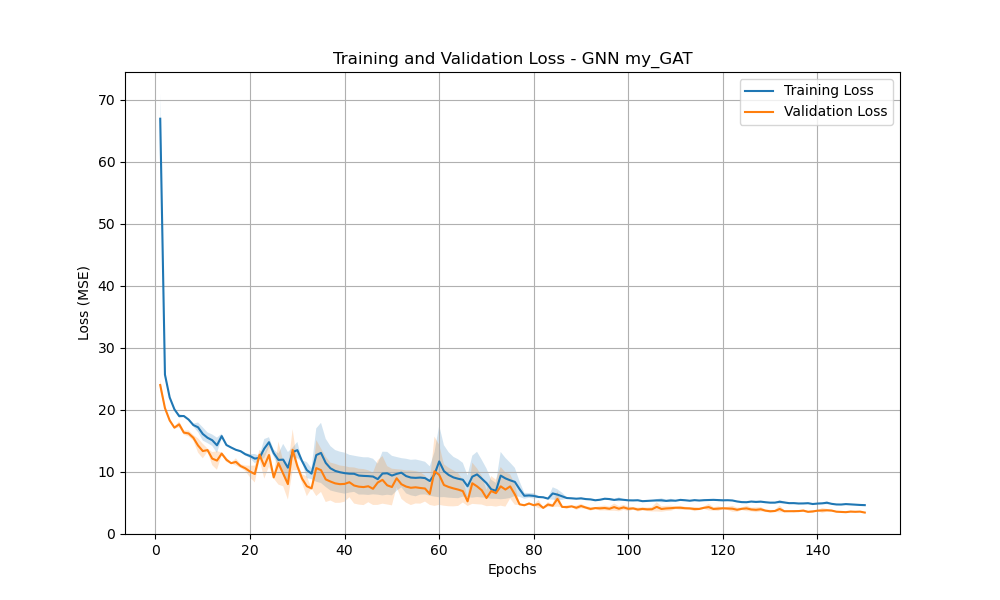 Training and Validation Loss - GNN my_GAT
Training Loss
Validation Loss
Loss (MSE)
70
60
50
40
30
20
10
0
0 20 40 60 80 100 120 140
Epochs